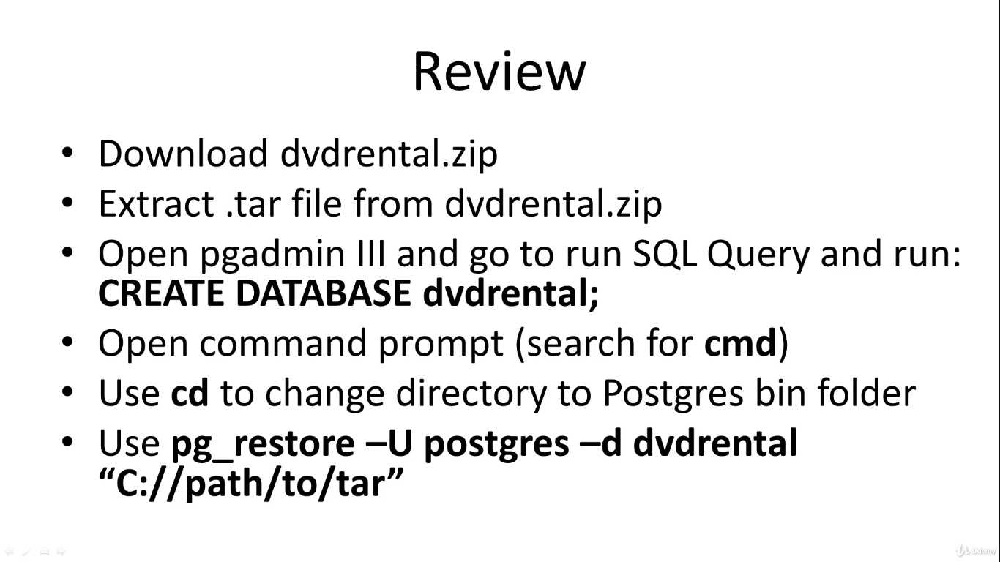 Review
• Download dvdrental.zip
• Extract .tar file from dvdrental.zip
• Open pgadmin III and go to run SQL Query and run:
CREATE DATABASE dvdrental;
• Open command prompt (search for cmd)
• Use cd to change directory to Postgres bin folder
• Use pg_restore –U postgres –d dvdrental
“C://path/to/tar”
Udemy